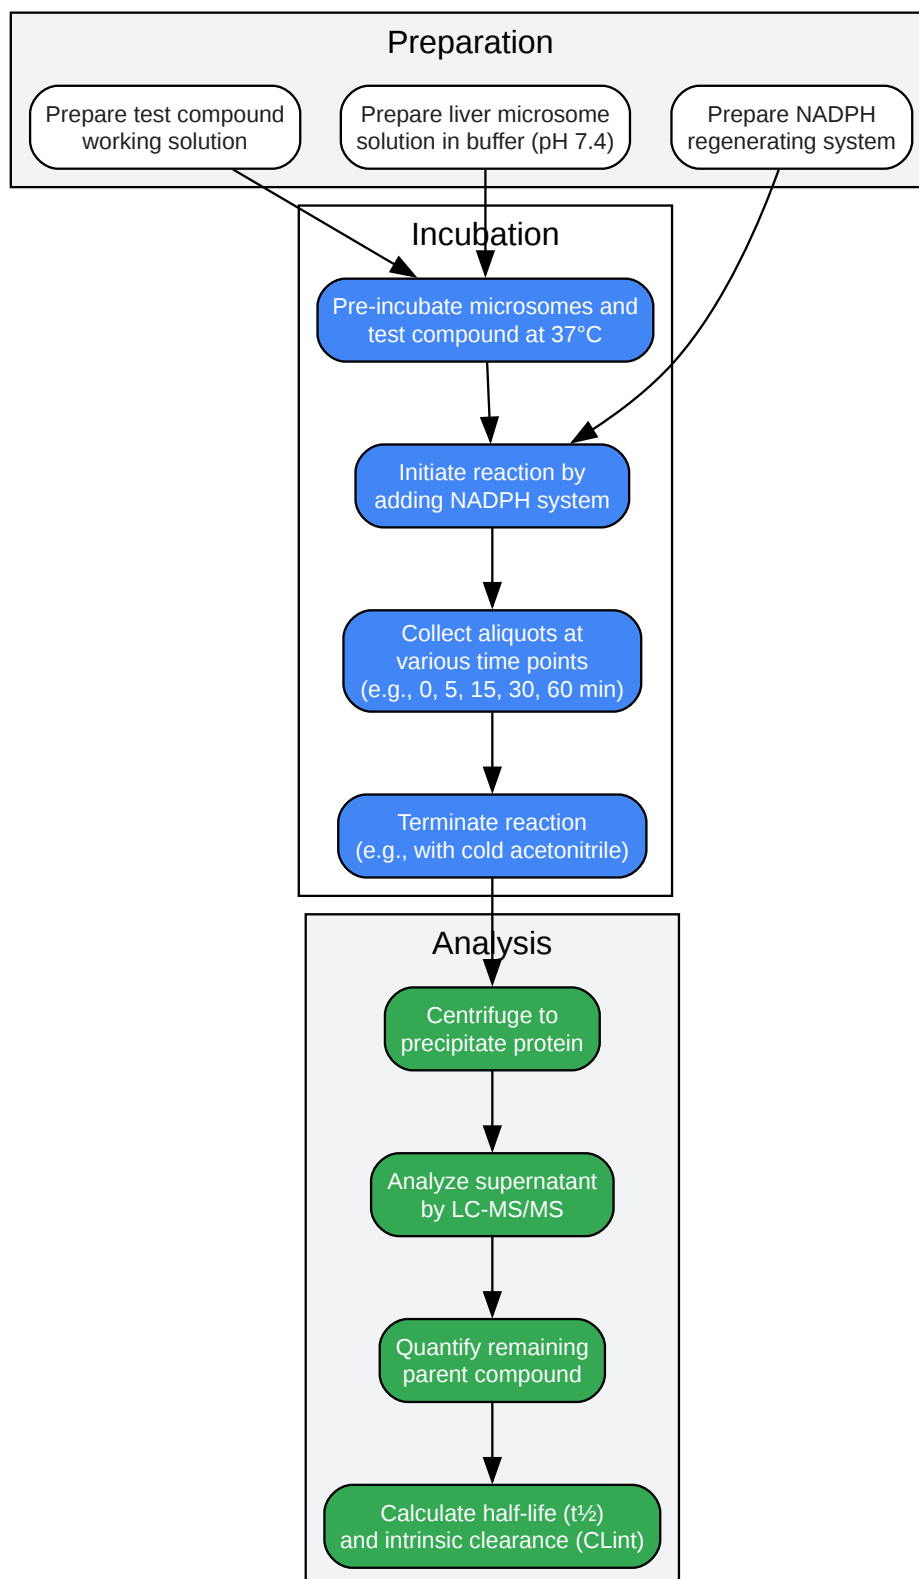 Preparation
Prepare test compound
working solution
Prepare liver microsome
solution in buffer (pH 7.4)
Prepare NADPH
regenerating system
Incubation
Pre-incubate microsomes and
test compound at 37°C
Initiate reaction by
adding NADPH system
Collect aliquots at
various time points
(e.g., 0, 5, 15, 30, 60 min)
Terminate reaction
(e.g., with cold acetonitrile)
Analysis
Centrifuge to
precipitate protein
Analyze supernatant
by LC-MS/MS
Quantify remaining
parent compound
Calculate half-life (t½)
and intrinsic clearance (CLint)